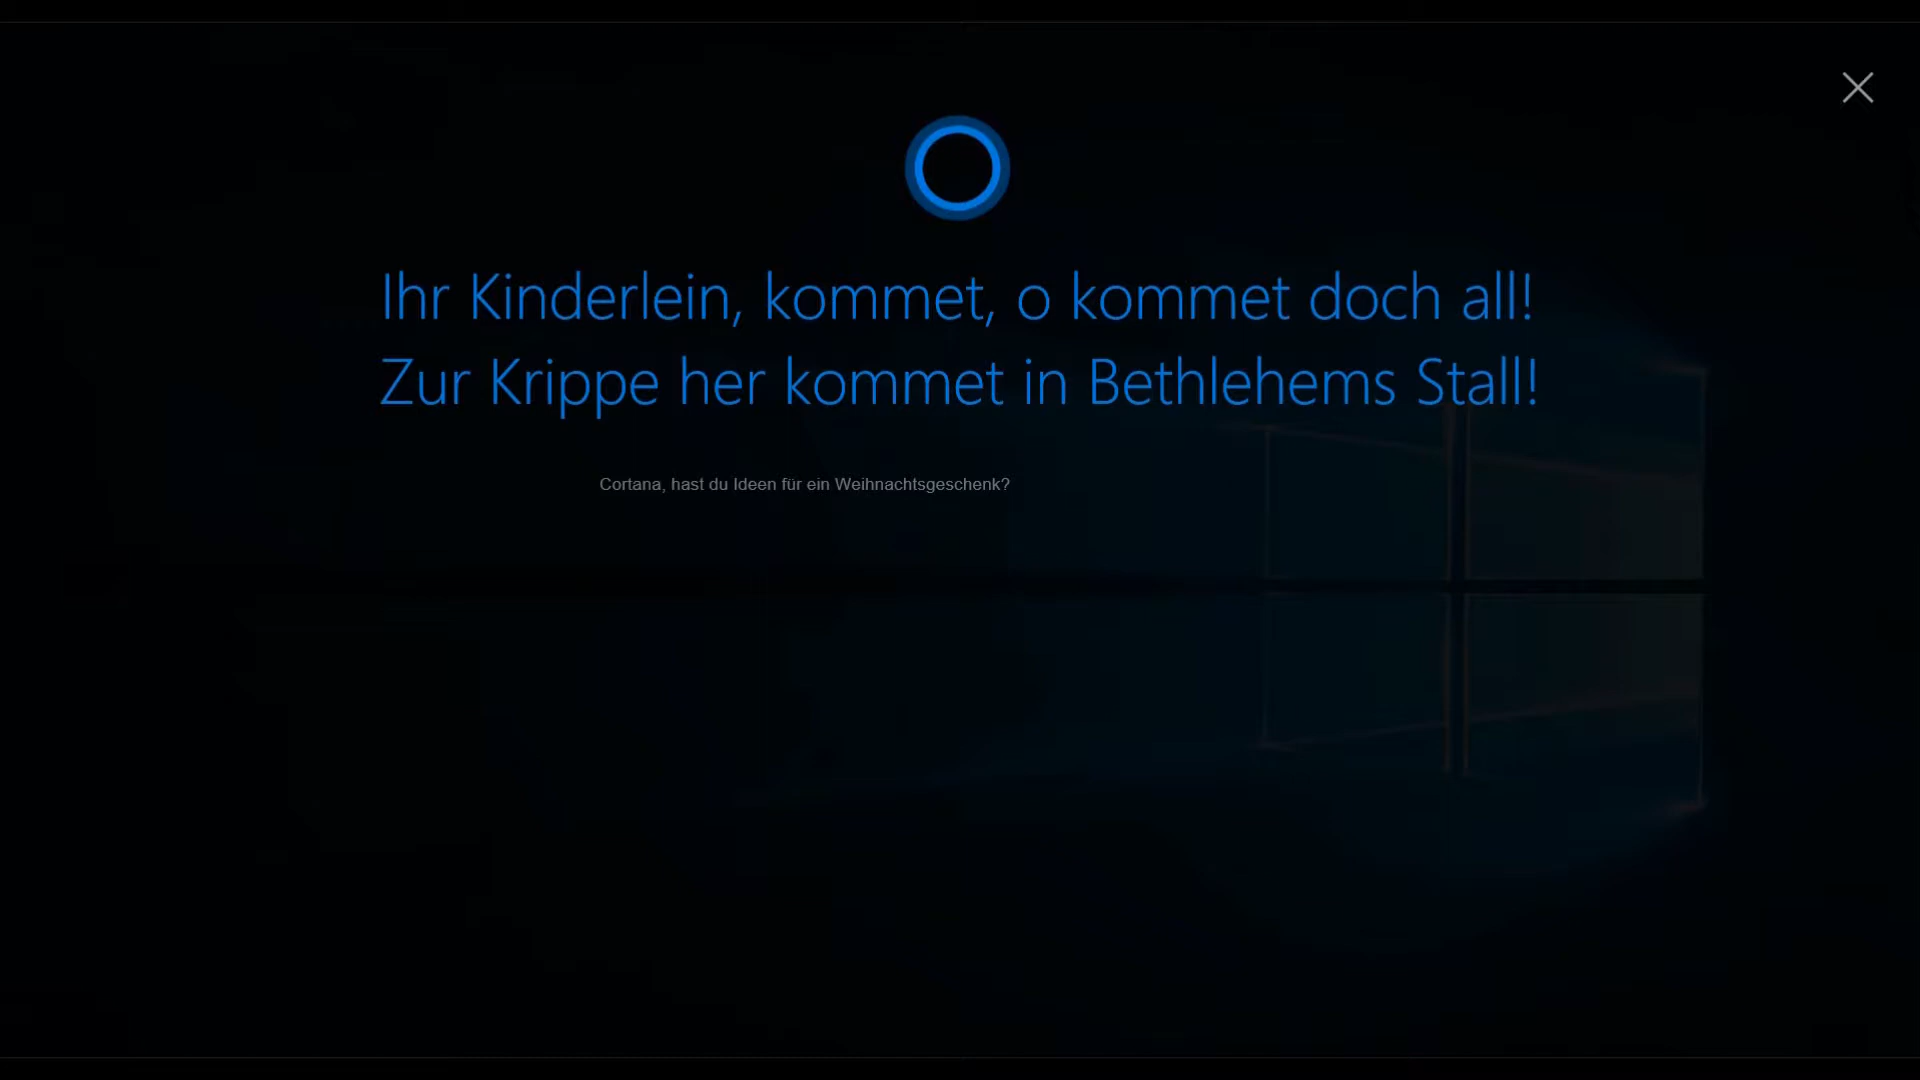 Ihr Kinderlein, kommet, o kommet doch all!
Zur Krippe her kommet in Bethlehems Stall!
Cortana, hast du Ideen für ein Weihnachtsgeschenk?